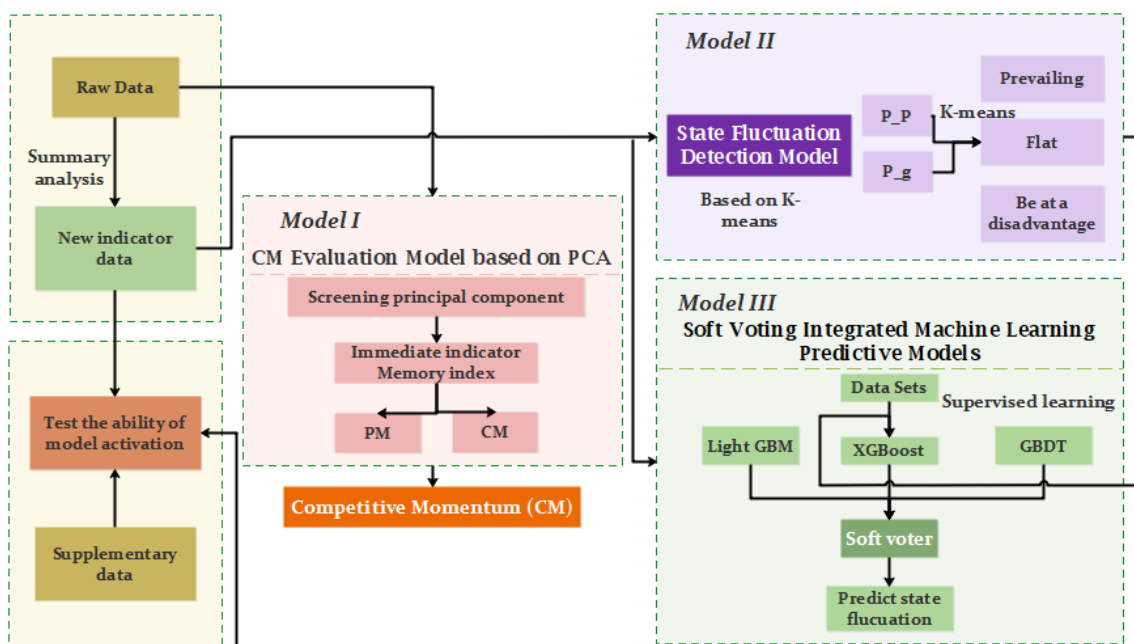 Raw Data
Summary
analysis
New indicator
data
Test the ability of
model activation
Supplementary
data
Model I
CM Evaluation Model based on PCA
Screening principal component
Immediate indicator
Memory index
PM
CM
Competitive Momentum (CM)
Model II
State Fluctuation
Detection Model
Based on K-
means
P_P
P_g
K-means
Prevailing
Flat
Be at a
disadvantage
Model III
Soft Voting Integrated Machine Learning
Predictive Models
Data Sets
Supervised learning
Light GBM
XGBoost
GBDT
Soft voter
Predict state
flucuation